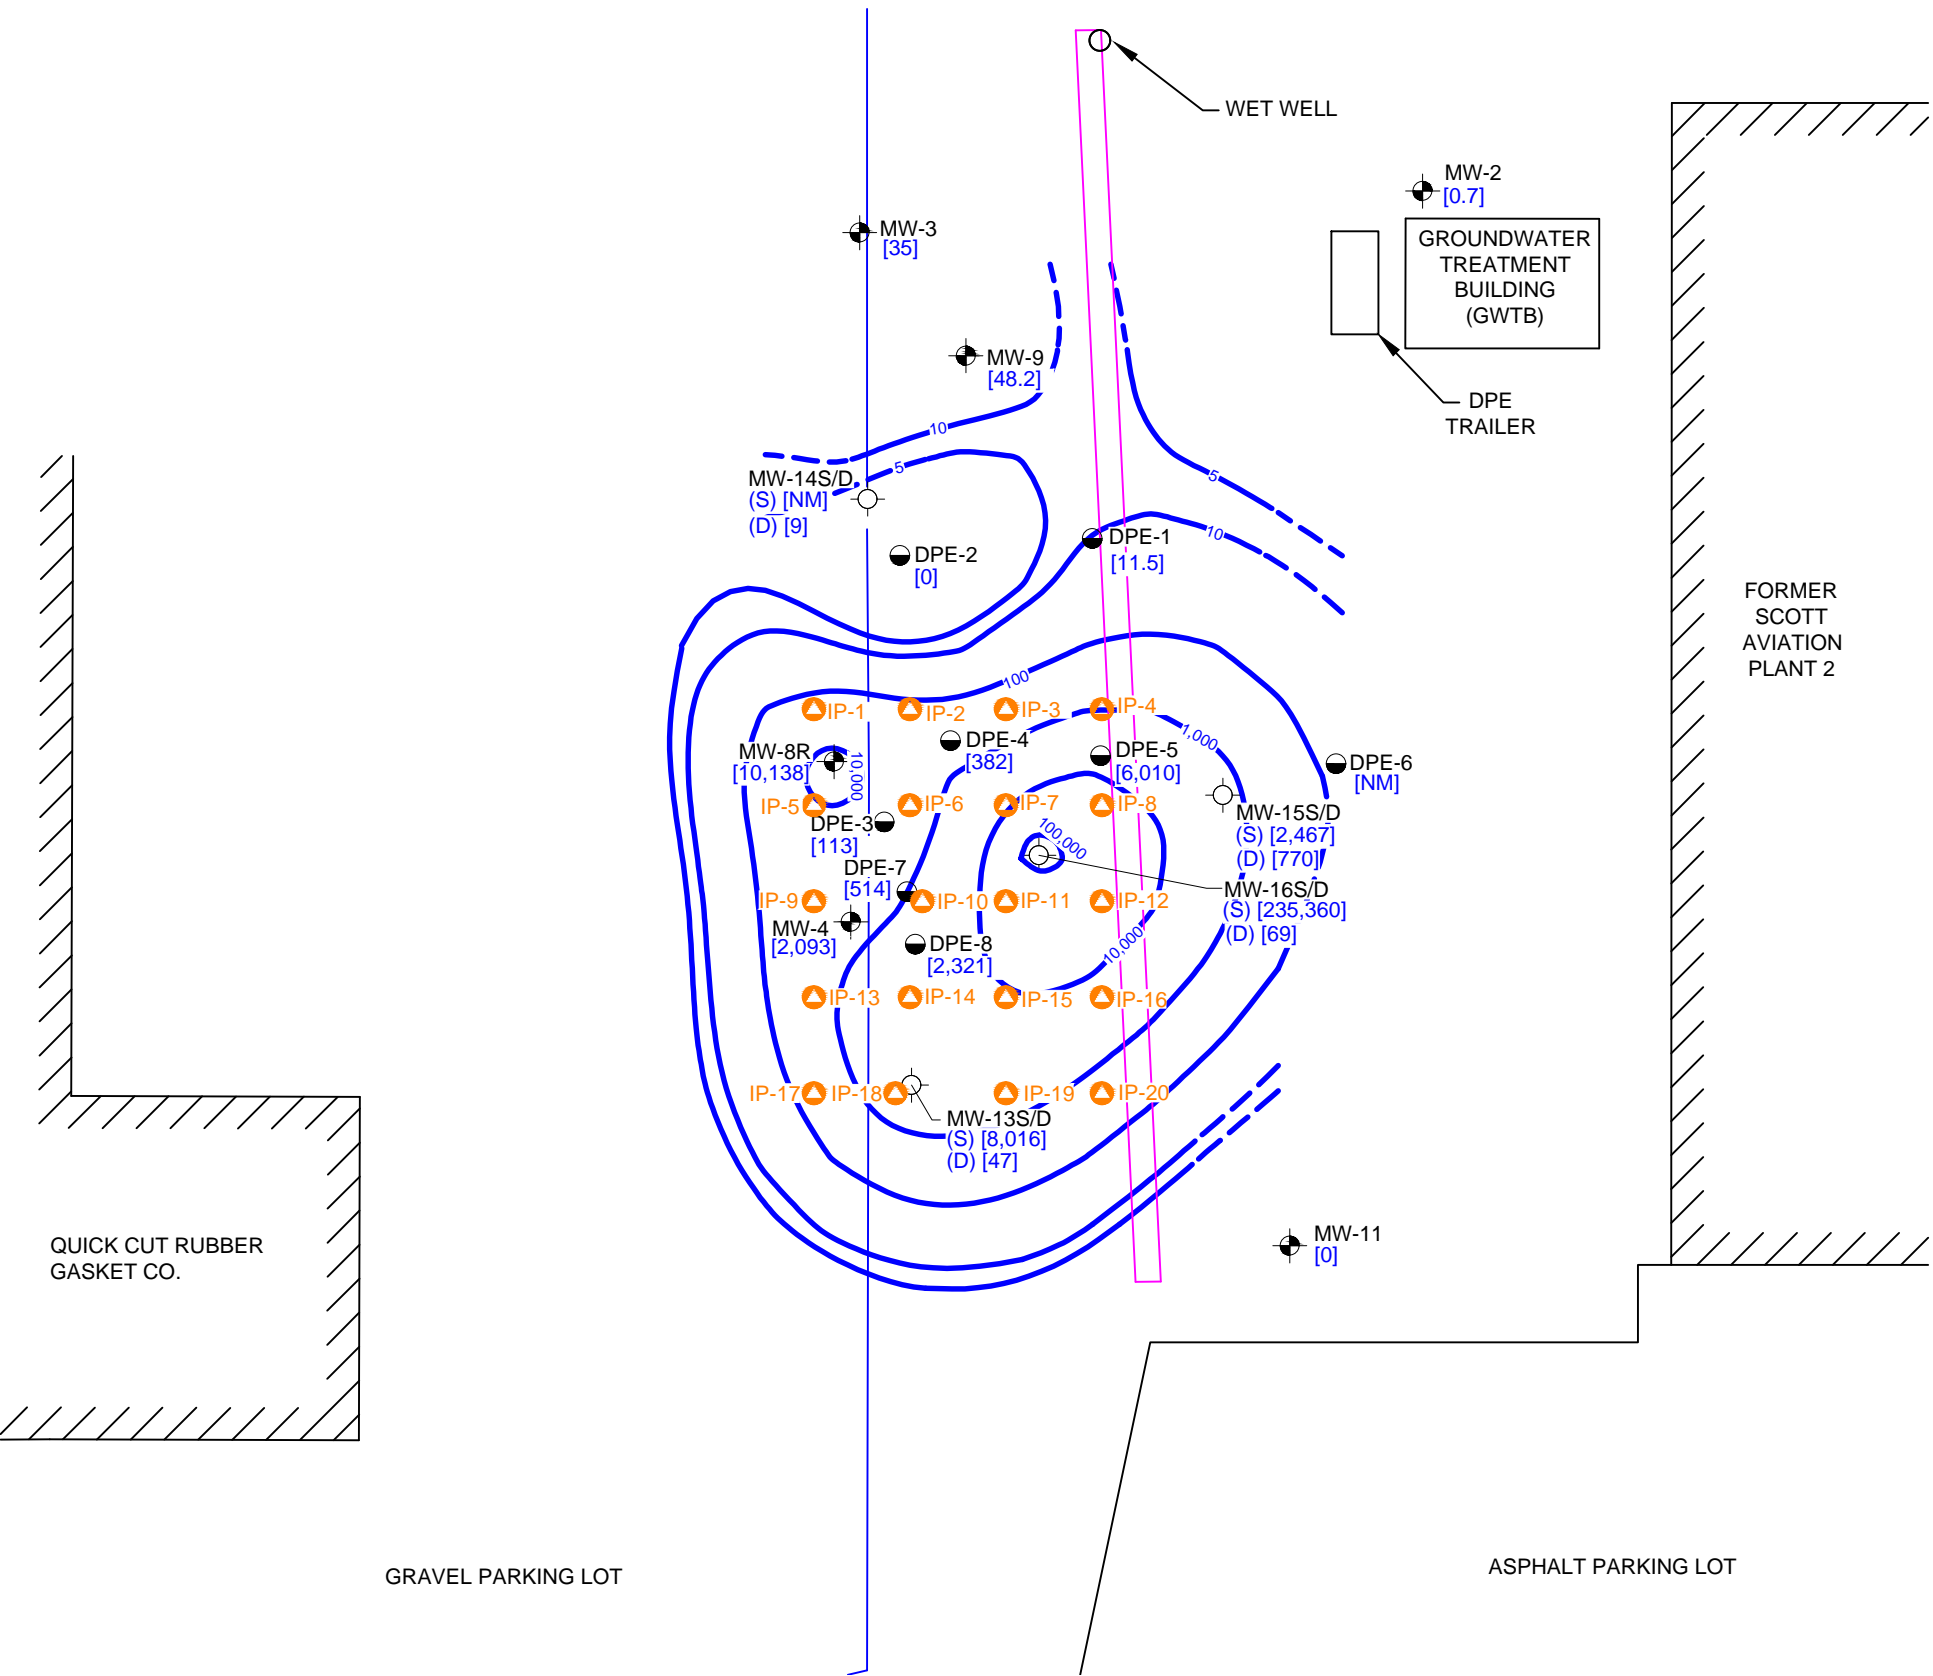 WET WELL
MW-2
[0.7]
MW-3
[35]
GROUNDWATER
TREATMENT
BUILDING
(GWTB)
MW-9
[48.2]
DPE
TRAILER
10
5
MW-14S/D
(S) [NM]
(D) [9]
5
10
DPE-1
[11.5]
DPE-2
[0]
FORMER
SCOTT
AVIATION
PLANT 2
100
IP-1
IP-2
IP-3
IP-4
1,000
DPE-4
[382]
DPE-5
[6,010]
DPE-6
[NM]
MW-8R
[10,138]
10,000
IP-5
IP-6
IP-7
IP-8
DPE-3
[113]
100,000
MW-15S/D
(S) [2,467]
(D) [770]
DPE-7
[514]
MW-16S/D
(S) [235,360]
(D) [69]
IP-9
IP-10
IP-11
IP-12
MW-4
[2,093]
DPE-8
[2,321]
10,000
IP-13
IP-14
IP-15
IP-16
IP-17
IP-18
IP-19
IP-20
MW-13S/D
(S) [8,016]
(D) [47]
MW-11
[0]
QUICK CUT RUBBER
GASKET CO.
GRAVEL PARKING LOT
ASPHALT PARKING LOT